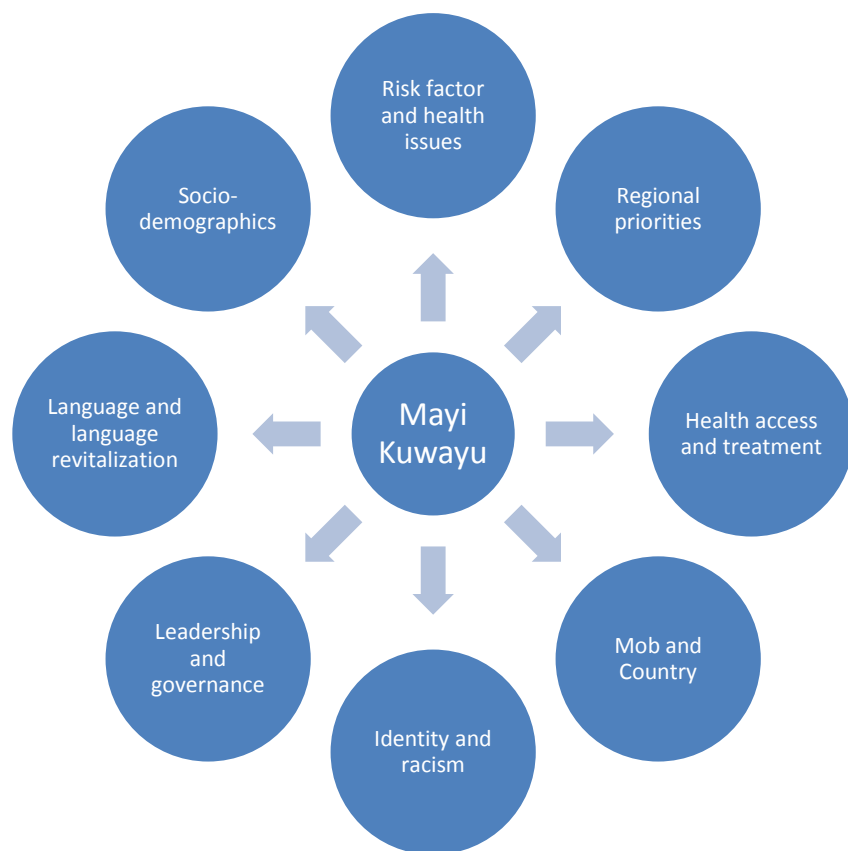 Risk factor
and health
issues
Regional
priorities
Health access
and treatment
Mob and
Country
Identity and
racism
Leadership
and
governance
Language and
language
revitalization
Socio-
demographics
Mayi
Kuwayu